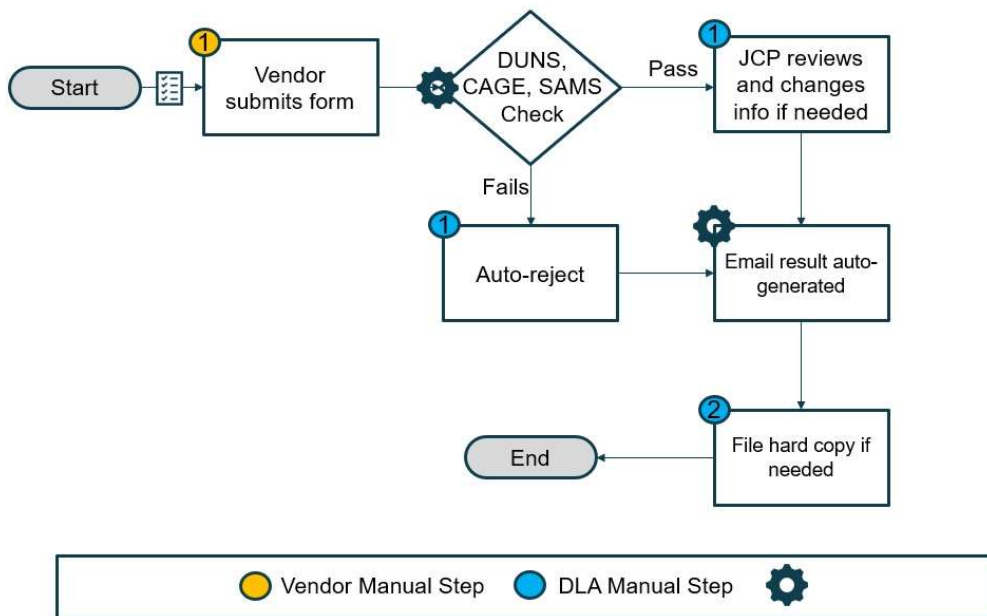 Start
1
Vendor
submits form
DUNS,
CAGE, SAMS
Check
Pass
1
JCP reviews
and changes
info if needed
Fails
1
Auto-reject
Email result auto-
generated
2
File hard copy if
needed
End
Vendor Manual Step
DLA Manual Step